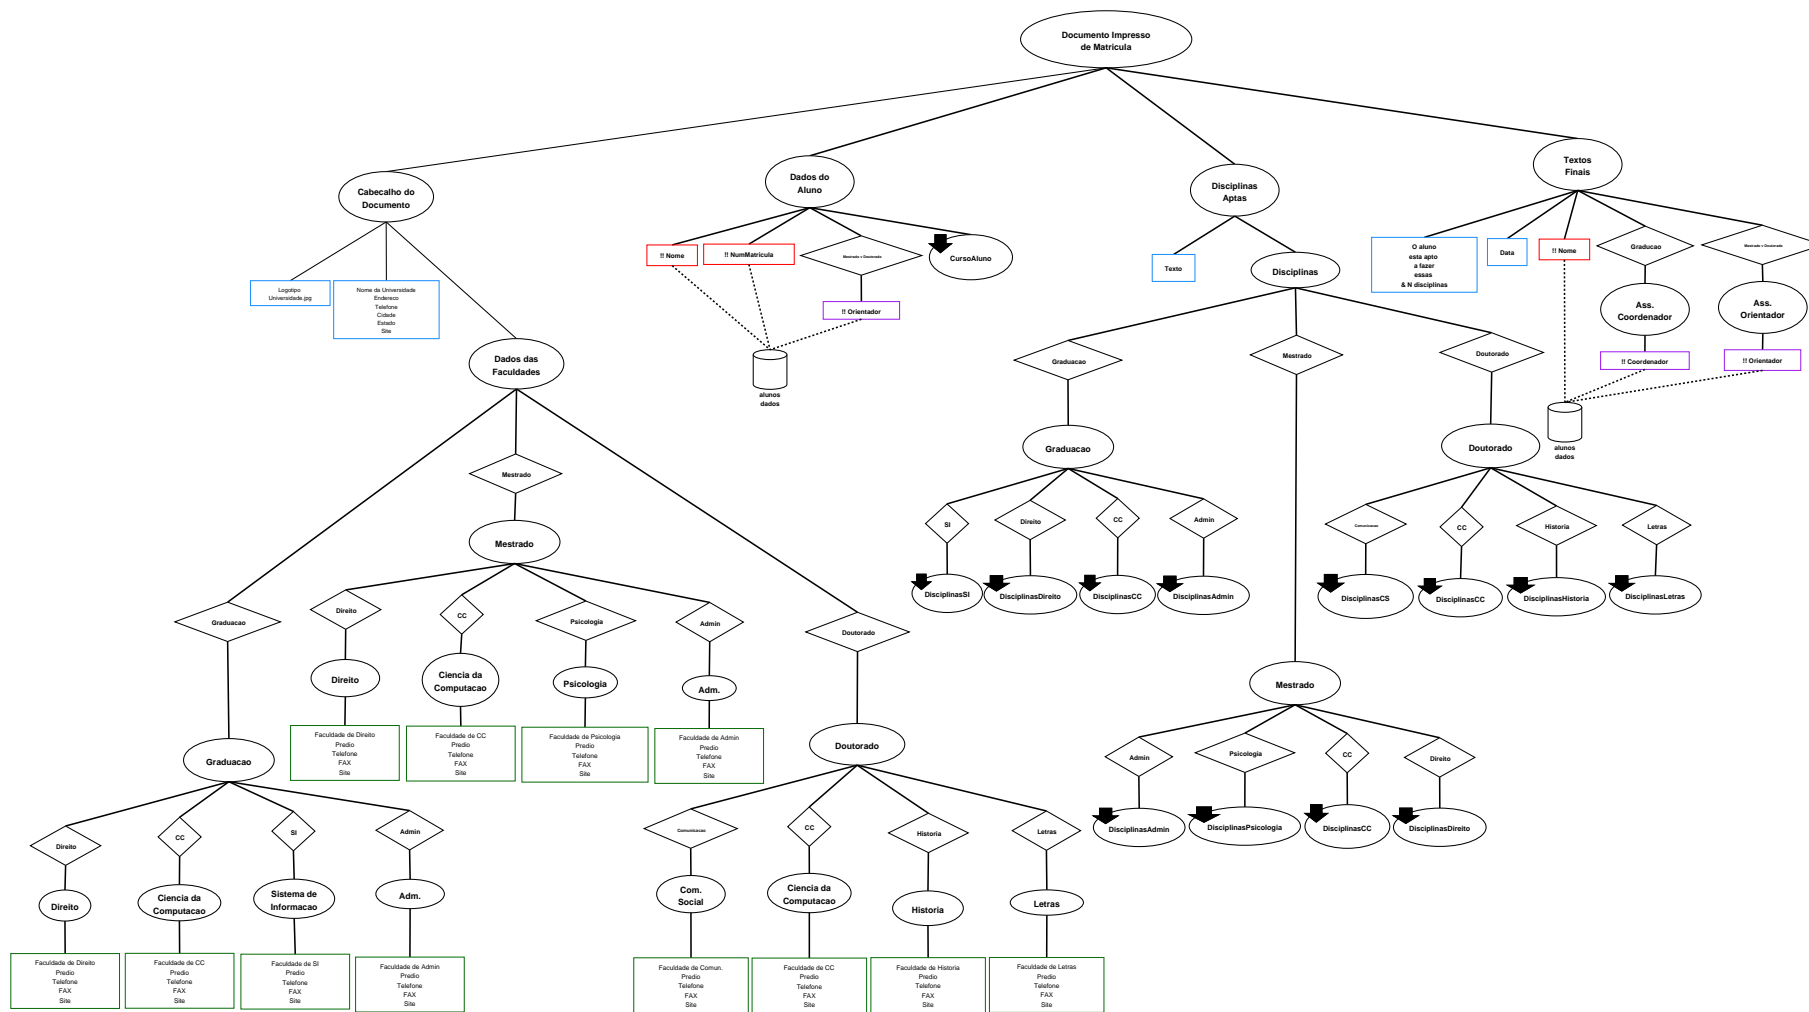 Documento Impresso
de Matricula
Cabecalho do
Documento
Dados do
Aluno
Disciplinas
Aptas
Textos
Finais
Logotipo
Universidade.jpg
Nome da Universidade
Endereco
Telefone
Cidade
Estado
Site
Dados das
Faculdades
!! Nome
!! NumMatricula
Mestrado v Doutorado
CursoAluno
!! Orientador
alunos
dados
Texto
Disciplinas
O aluno
esta apto
a fazer
essas
& N disciplinas
Data
!! Nome
Graducao
Mestrado v Doutorado
Ass.
Coordenador
Ass.
Orientador
!! Coordenador
!! Orientador
alunos
dados
Graduacao
Mestrado
Doutorado
Graduacao
Doutorado
SI
Direito
CC
Admin
DisciplinasSI
DisciplinasDireito
DisciplinasCC
DisciplinasAdmin
Comunicacao
CC
Historia
Letras
DisciplinasCS
DisciplinasCC
DisciplinasHistoria
DisciplinasLetras
Mestrado
Admin
Psicologia
CC
Direito
DisciplinasAdmin
DisciplinasPsicologia
DisciplinasCC
DisciplinasDireito
Mestrado
Mestrado
Graduacao
Doutorado
Direito
CC
Psicologia
Admin
Direito
Ciencia da
Computacao
Psicologia
Adm.
Faculdade de Direito
Predio
Telefone
FAX
Site
Faculdade de CC
Predio
Telefone
FAX
Site
Faculdade de Psicologia
Predio
Telefone
FAX
Site
Faculdade de Admin
Predio
Telefone
FAX
Site
Graduacao
Direito
CC
SI
Admin
Direito
Ciencia da
Computacao
Sistema de
Informacao
Adm.
Faculdade de Direito
Predio
Telefone
FAX
Site
Faculdade de CC
Predio
Telefone
FAX
Site
Faculdade de SI
Predio
Telefone
FAX
Site
Faculdade de Admin
Predio
Telefone
FAX
Site
Doutorado
Comunicacao
CC
Historia
Letras
Com.
Social
Ciencia da
Computacao
Historia
Letras
Faculdade de Comun.
Predio
Telefone
FAX
Site
Faculdade de CC
Predio
Telefone
FAX
Site
Faculdade de Historia
Predio
Telefone
FAX
Site
Faculdade de Letras
Predio
Telefone
FAX
Site